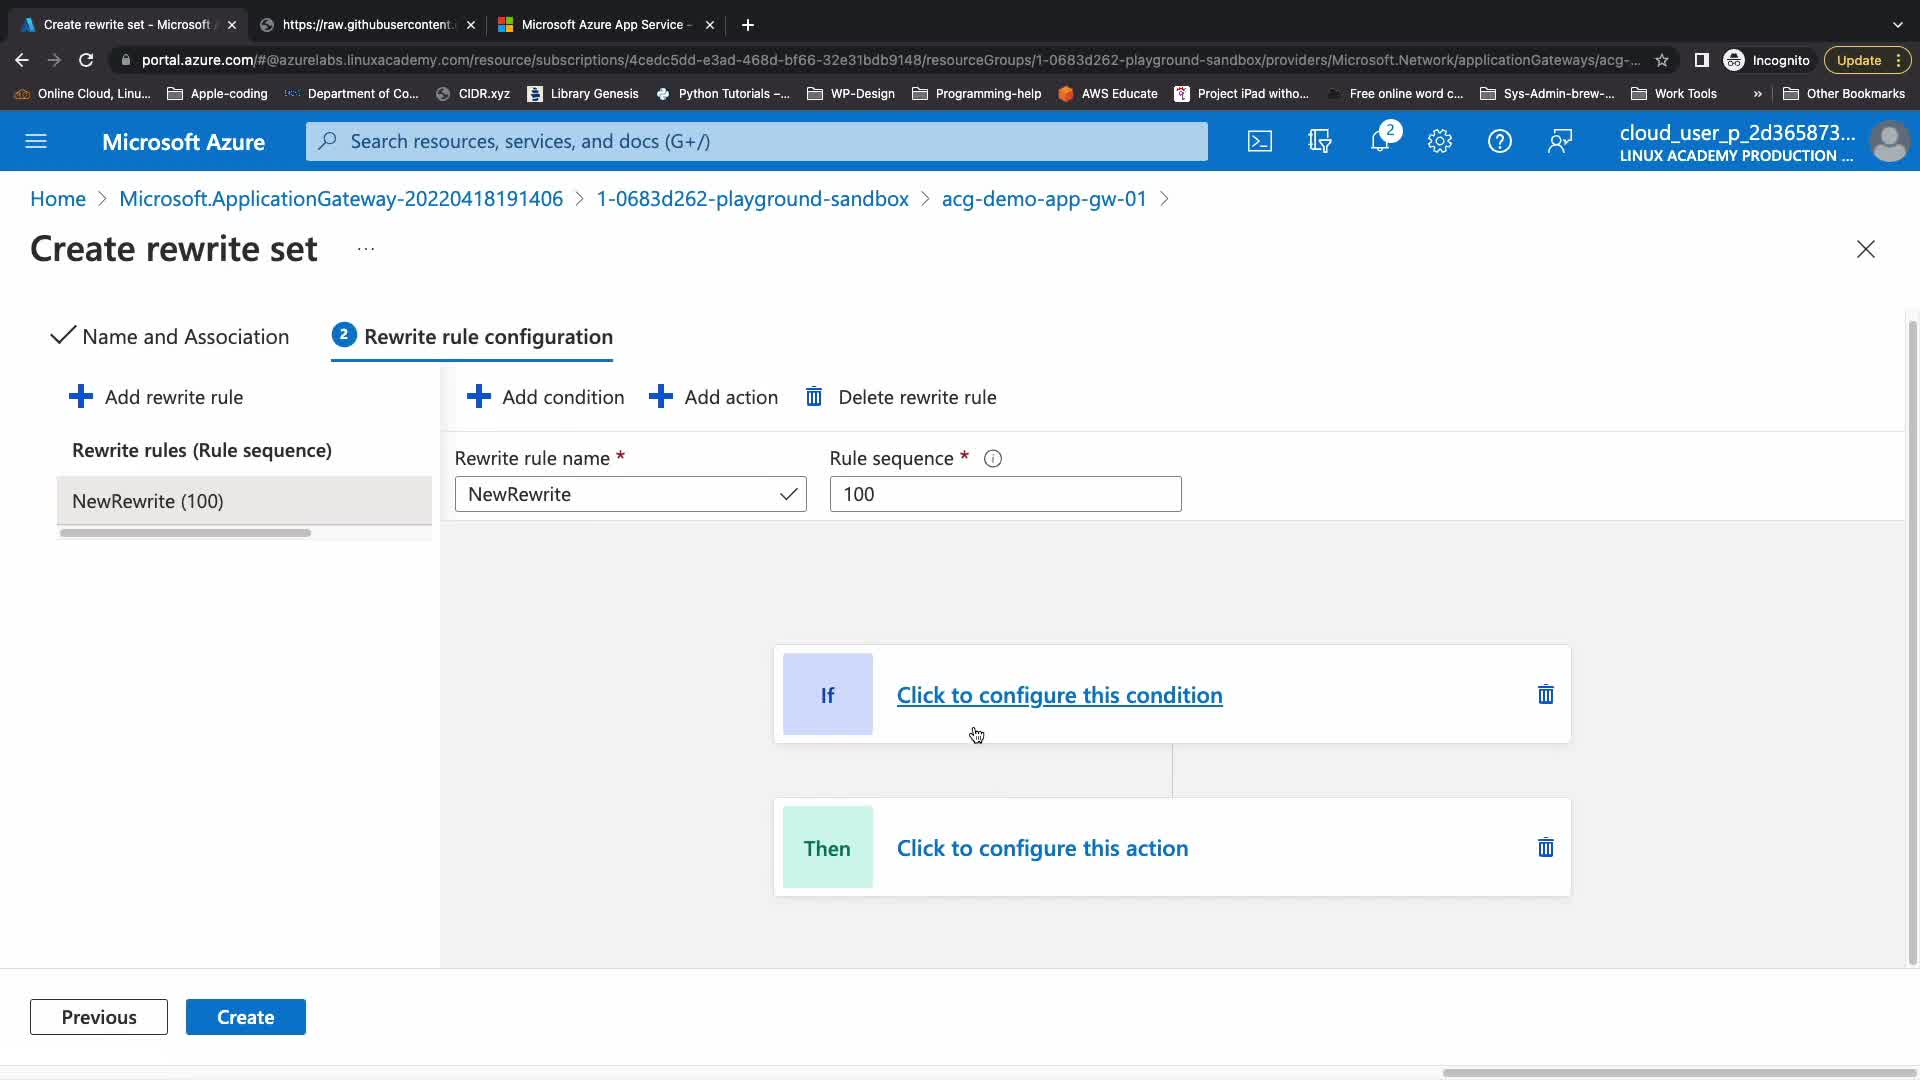 Create rewrite set - Microsoft
https://raw.githubusercontent.
Microsoft Azure App Service -
portal.azure.com/#@azurelabs.linuxacademy.com/resource/subscriptions/4cedc5dd-e3ad-468d-bf66-32e31bdb9148/resourceGroups/1-0683d262-playground-sandbox/providers/Microsoft.Network/applicationGateways/acg-...
Incognito
Update
Online Cloud, Linu...
Apple-coding
Department of Co...
CIDR.xyz
Library Genesis
Python Tutorials –...
WP-Design
Programming-help
AWS Educate
Project iPad witho...
Free online word c...
Sys-Admin-brew-...
Work Tools
»
Other Bookmarks
Microsoft Azure
Search resources, services, and docs (G+/)
2
cloud_user_p_2d365873...
LINUX ACADEMY PRODUCTION ...
Home > Microsoft.ApplicationGateway-20220418191406 > 1-0683d262-playground-sandbox > acg-demo-app-gw-01 >
Create rewrite set ...
Name and Association
2 Rewrite rule configuration
Add rewrite rule
Add condition
Add action
Delete rewrite rule
Rewrite rules (Rule sequence)
NewRewrite (100)
Rewrite rule name *
Rule sequence *
NewRewrite
100
If
Click to configure this condition
Then
Click to configure this action
Previous
Create